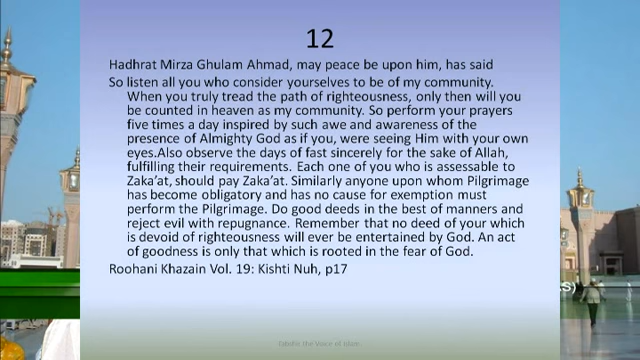 12
Hadhrat Mirza Ghulam Ahmad, may peace be upon him, has said
So listen all you who consider yourselves to be of my community.
When you truly tread the path of righteousness, only then will you
be counted in heaven as my community. So perform your prayers
five times a day inspired by such awe and awareness of the
presence of Almighty God as if you, were seeing Him with your own
eyes.Also observe the days of fast sincerely for the sake of Allah,
fulfilling their requirements. Each one of you who is assessable to
Zaka’at, should pay Zaka’at. Similarly anyone upon whom Pilgrimage
has become obligatory and has no cause for exemption must
perform the Pilgrimage. Do good deeds in the best of manners and
reject evil with repugnance. Remember that no deed of your which
is devoid of righteousness will ever be entertained by God. An act
of goodness is only that which is rooted in the fear of God.
Roohani Khazain Vol. 19: Kishti Nuh, p17
s)
the Voice of Islam